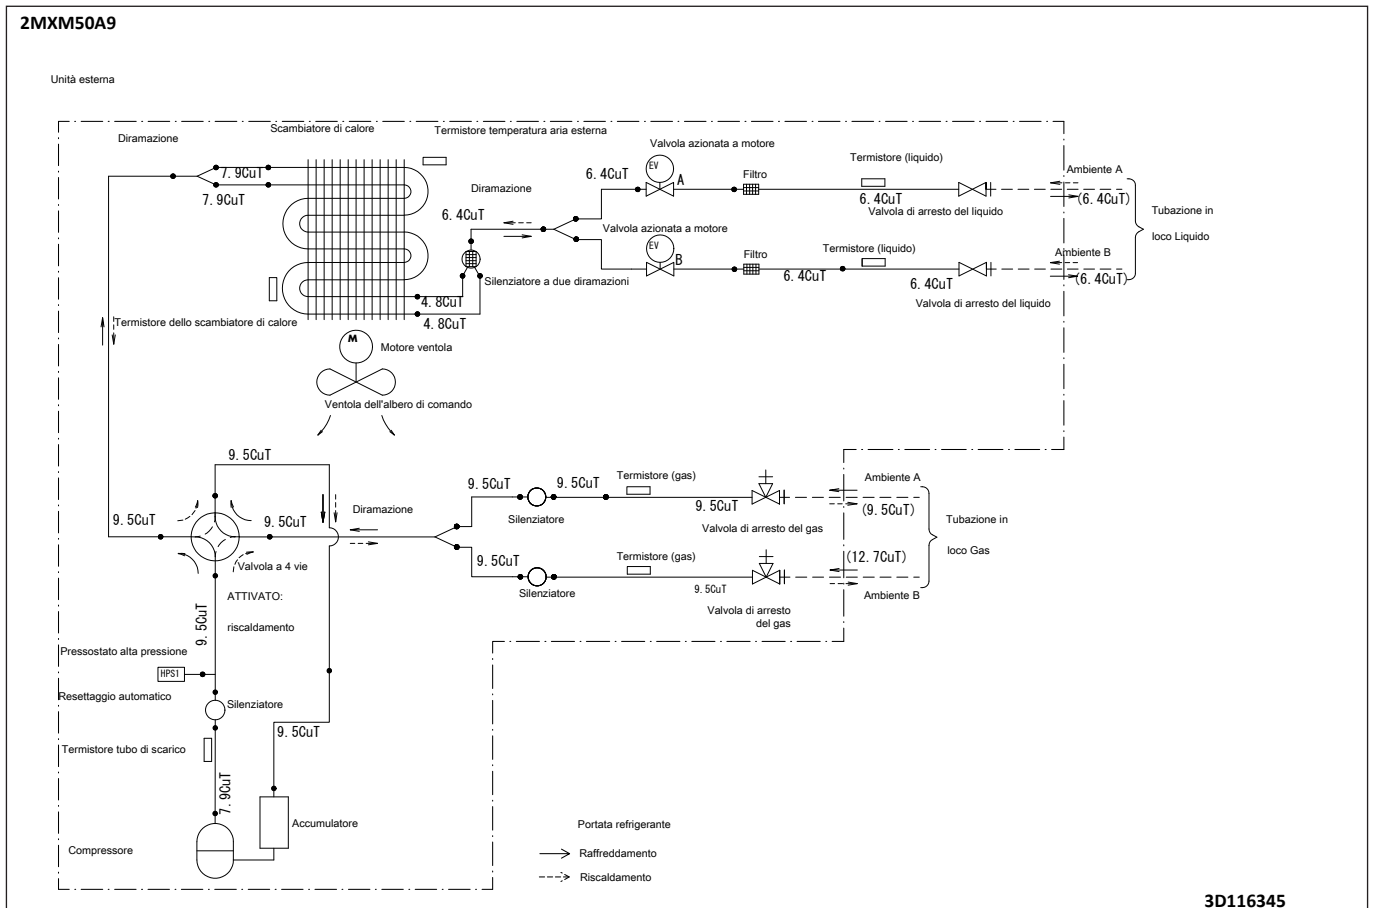 2MXM50A9
Unità esterna
Diramazione
Scambiatore di calore
Termistore temperatura aria esterna
Valvola azionata a motore
Termistore (liquido)
Ambiente A
7.9CuT
7.9CuT
Diramazione
6.4CuT
EV
A
Filtro
6.4CuT
(6.4CuT)
6.4CuT
Valvola di arresto del liquido
Tubazione in
loco Liquido
Valvola azionata a motore
EV
B
Filtro
Termistore (liquido)
Ambiente B
Silenziatore a due diramazioni
6.4CuT
6.4CuT
(6.4CuT)
Valvola di arresto del liquido
4.8CuT
4.8CuT
Termistore dello scambiatore di calore
M
Motore ventola
Ventola dell'albero di comando
9.5CuT
9.5CuT
9.5CuT
Diramazione
9.5CuT
9.5CuT
Silenziatore
Termistore (gas)
9.5CuT
Valvola di arresto del gas
Ambiente A
(9.5CuT)
Tubazione in
loco Gas
Valvola a 4 vie
9.5CuT
Silenziatore
Termistore (gas)
9.5CuT
Valvola di arresto
del gas
(12.7CuT)
Ambiente B
ATTIVATO:
riscaldamento
9.5CuT
Pressostato alta pressione
HPS1
Resettaggio automatico
Silenziatore
9.5CuT
Termistore tubo di scarico
7.9CuT
Accumulatore
Compressore
Portata refrigerante
Raffreddamento
Riscaldamento
3D116345